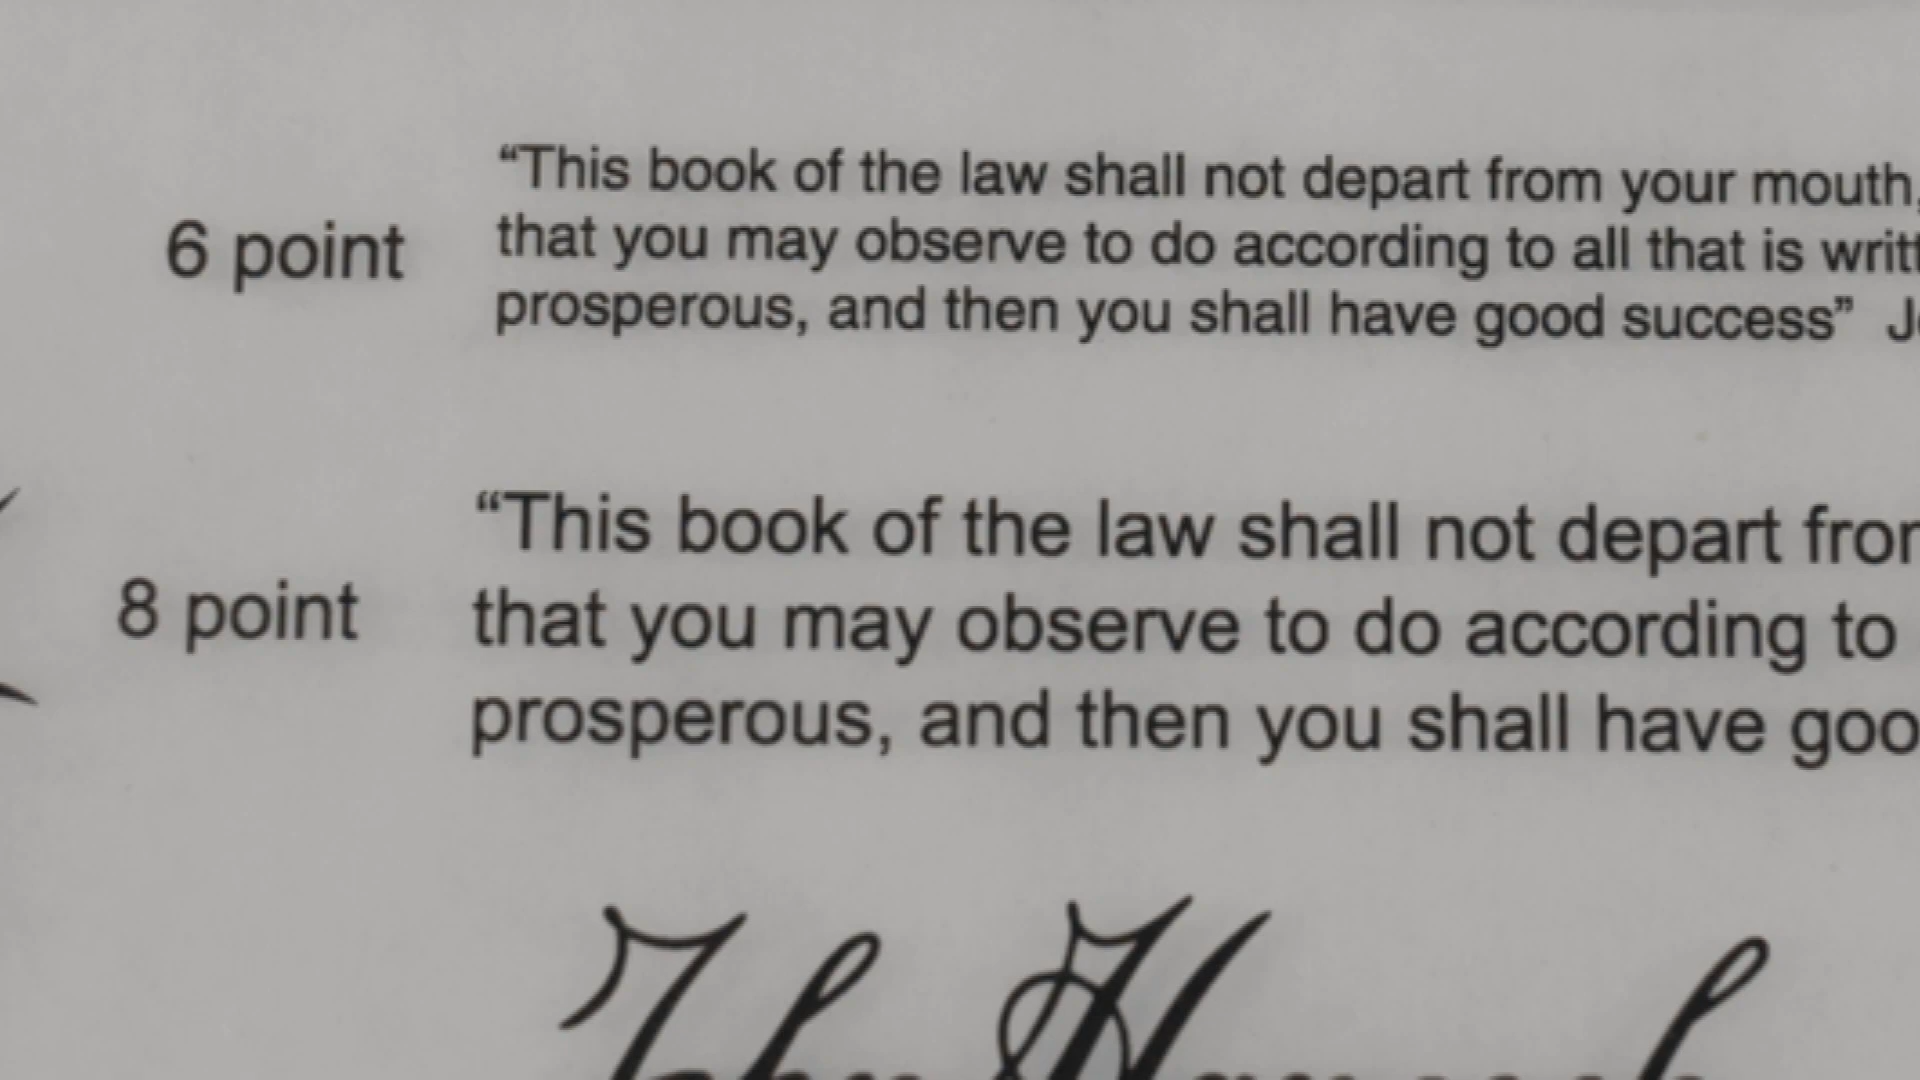 “This book of the law shall not depart from your mouth,
6 point
that you may observe to do according to all that is writt
prosperous, and then you shall have good success”
“This book of the law shall not depart
8 point
that you may observe to do according to
prosperous, and then you shall have goo
John Hancock